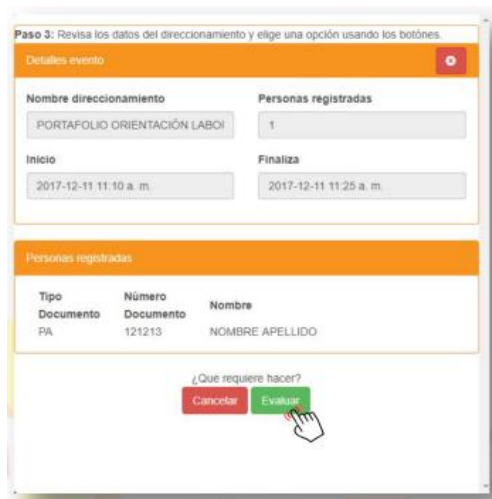 Paso 3: Revisa los datos del direccionamiento y elige una opción usando los botónes.
Detalles evento
Nombre direccionamiento Personas registradas
PORTAFOLIO ORIENTACIÓN LABOI 1
Inicio Finaliza
2017-12-11 11:10 a. m. 2017-12-11 11:25 a. m.
Personas registradas
Tipo Documento Número Documento Nombre
PA 121213 NOMBRE APELLIDO
¿Que requiere hacer?
Cancelar Evaluar